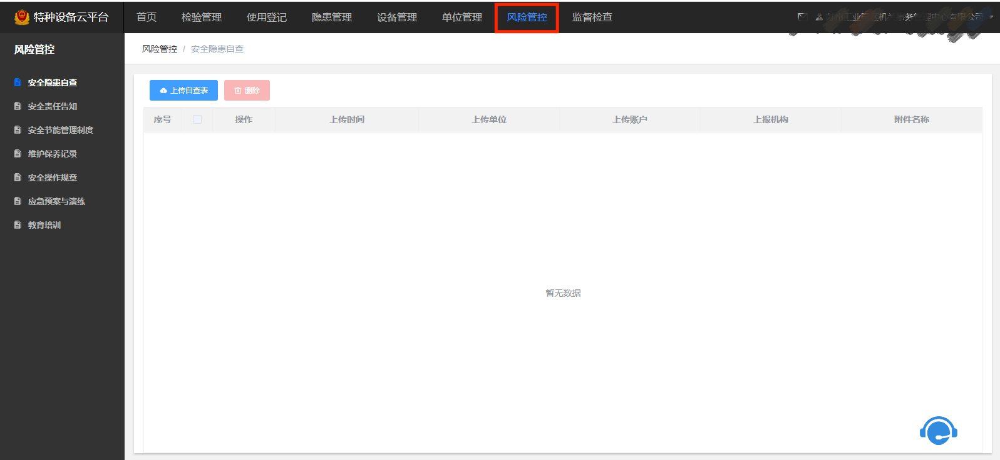 特种设备云平台 首页 检验管理 使用登记 隐患管理 设备管理 单位管理 风险管控 监督检查
风险管控
安全隐患自查
安全责任告知
安全节能管理制度
维护保养记录
安全操作规章
应急预案与演练
教育培训
风险管控 / 安全隐患自查
上传自查表 删除
序号 操作 上传时间 上传单位 上传账户 上报机构 附件名称
暂无数据